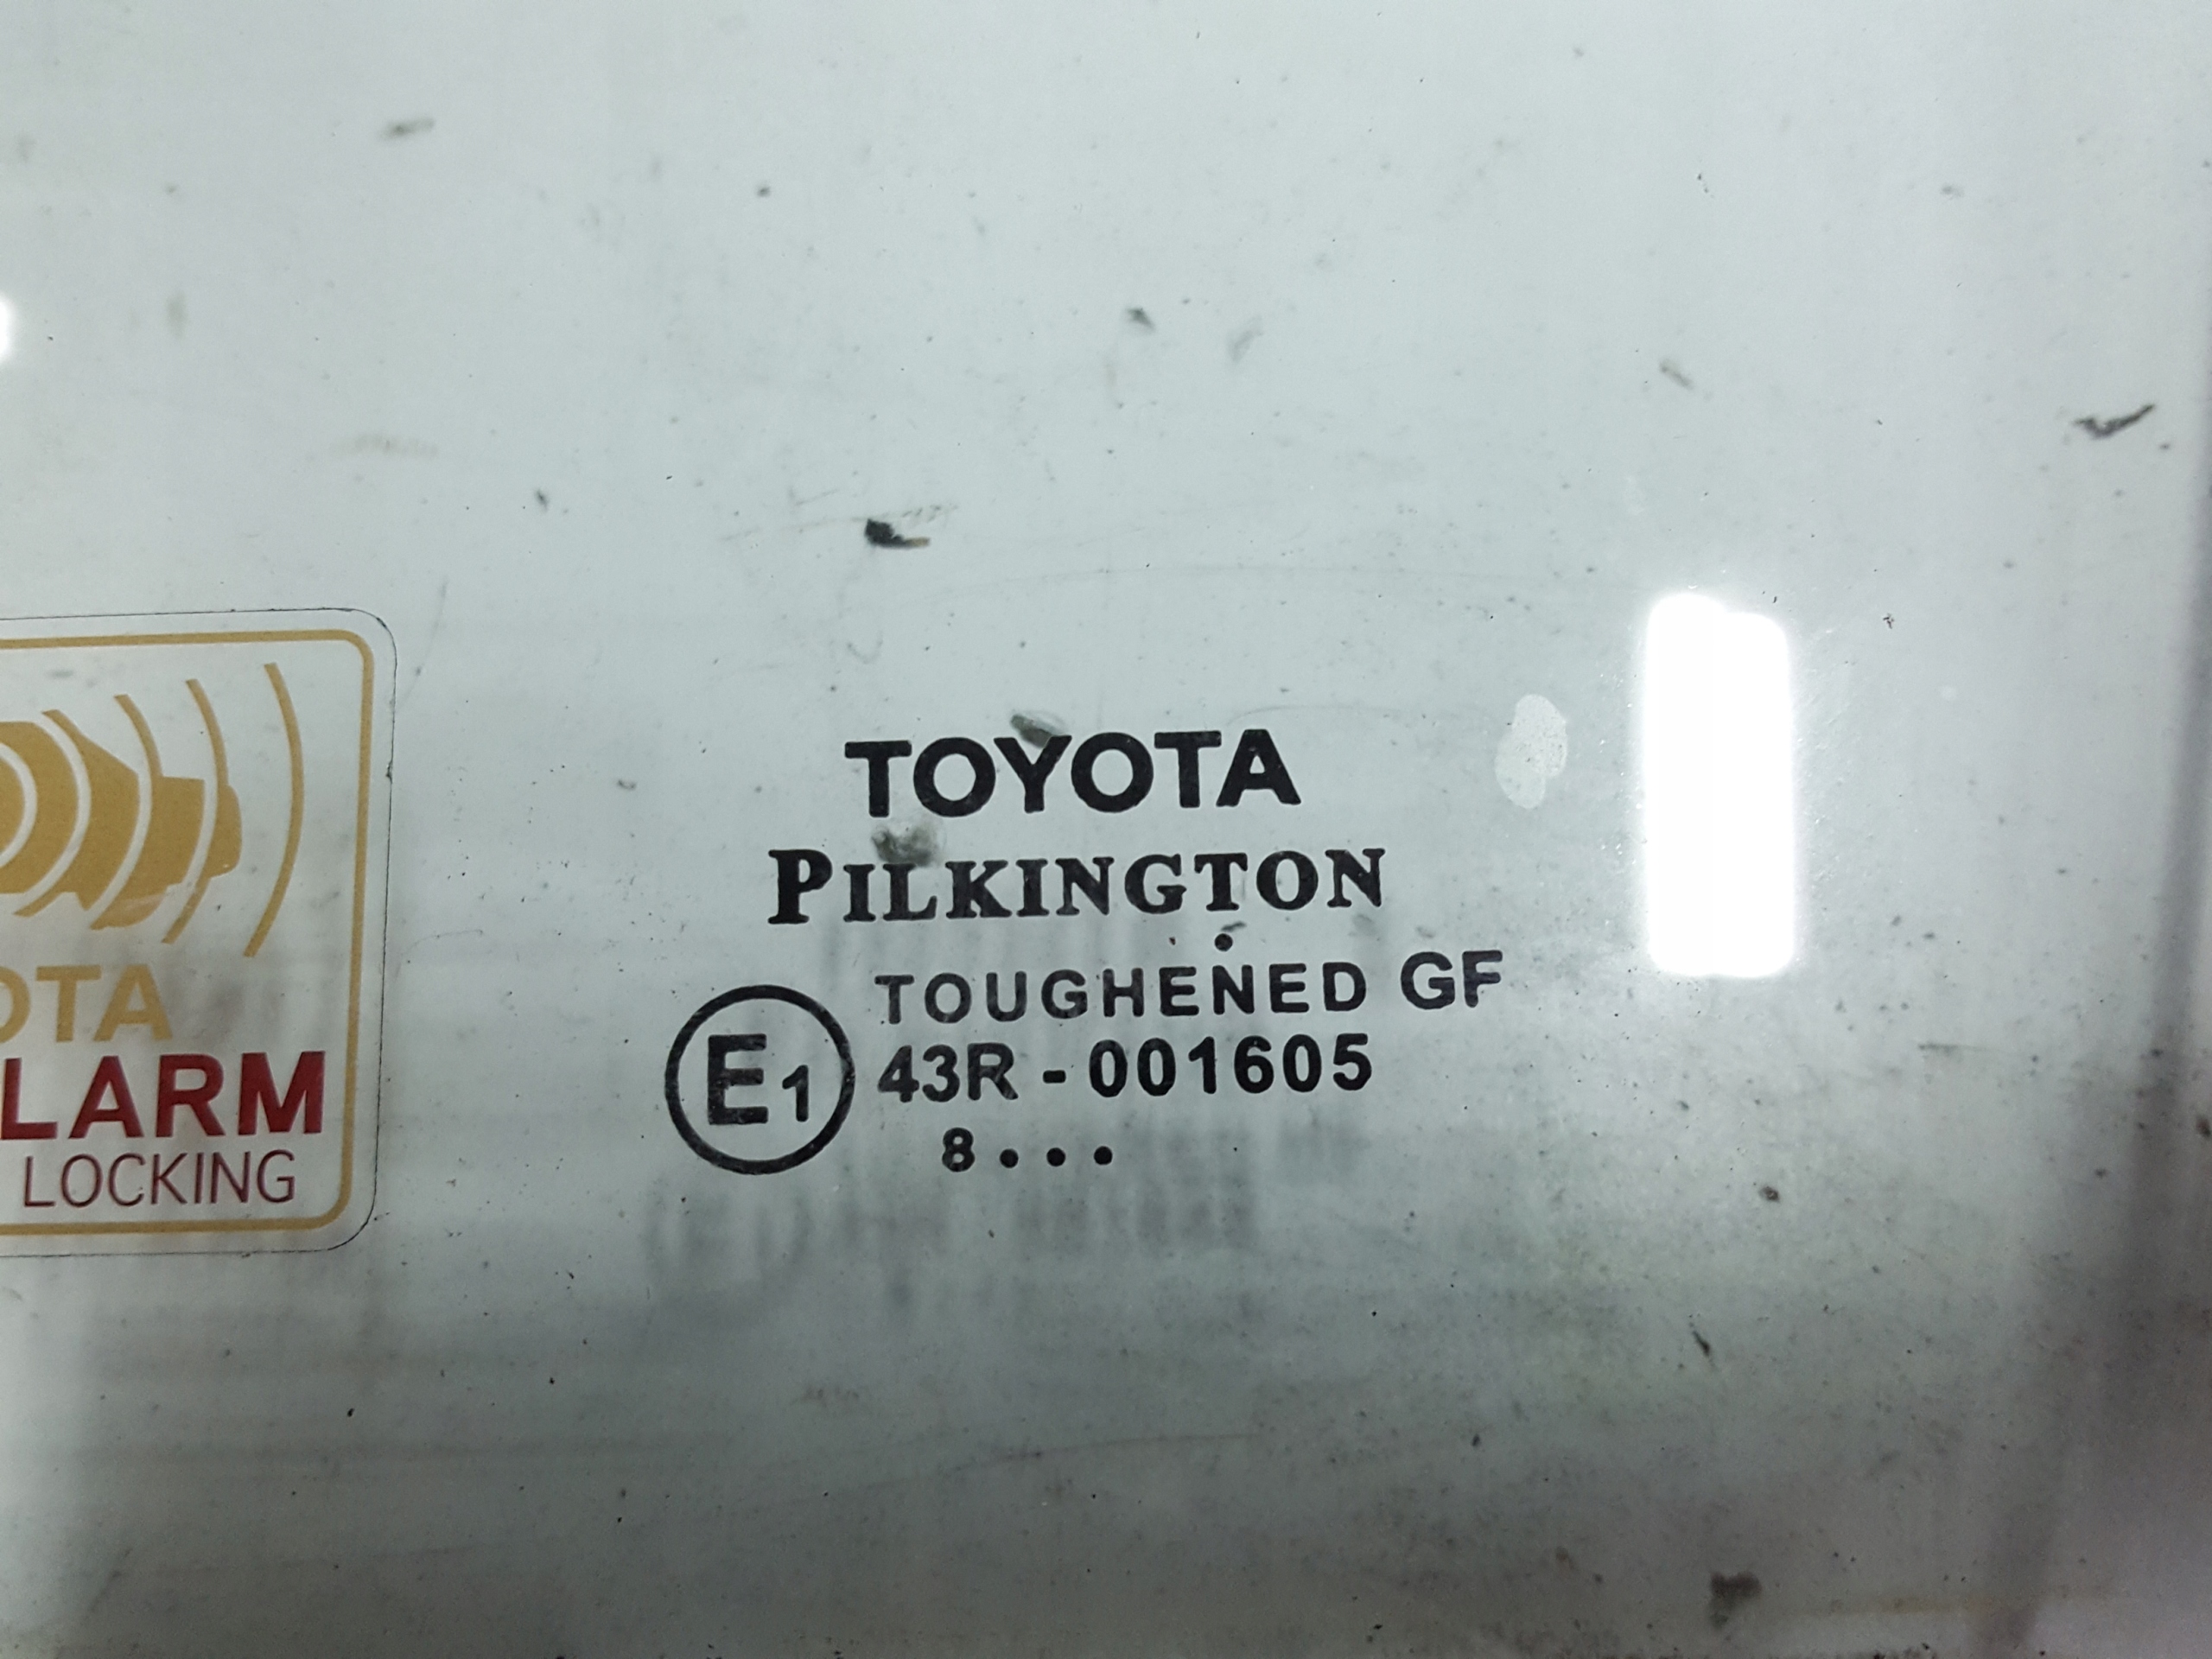 TOYOTA
PILKINGTON
.
TOUGHENED GF
E1
43R - 001605
8...
OTA
LARM
LOCKING